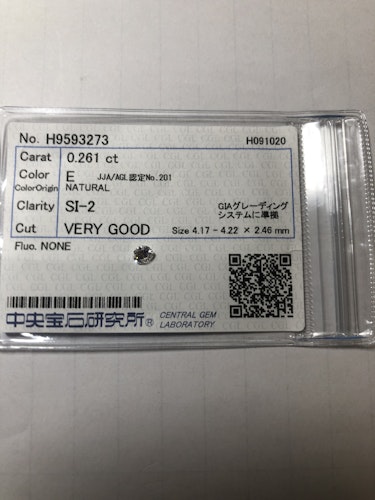 No. H9593273 H091020
Carat 0.261 ct
Color E JJA/AGL認定No.201
ColorOrigin NATURAL
Clarity SI-2 GIAグレーディング
システムに準拠
Cut VERY GOOD Size 4.17 - 4.22 × 2.46 mm
Fluo. NONE
中央宝石研究所® CENTRAL GEM
LABORATORY